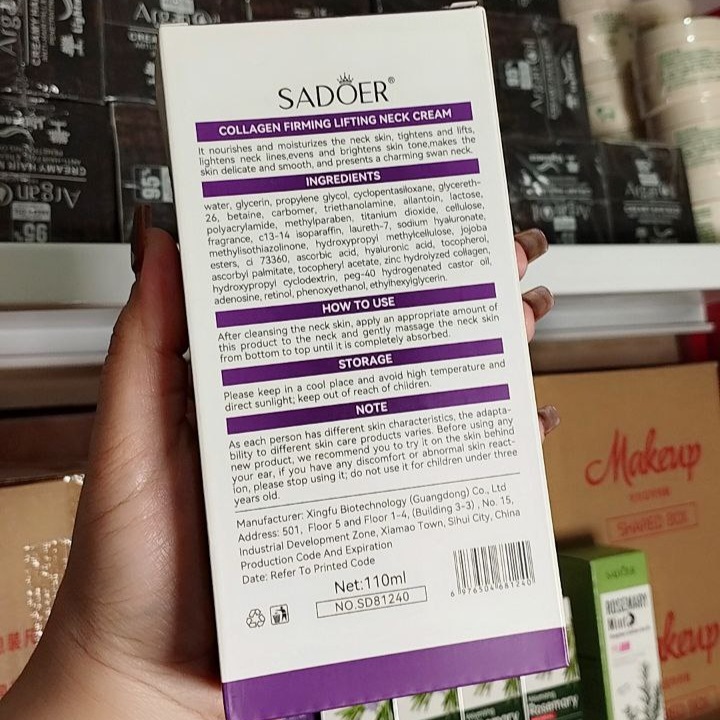 SADOER®
COLLAGEN FIRMING LIFTING NECK CREAM
It nourishes and moisturizes the neck skin, tightens and lifts,
lightens neck lines,evens and brightens skin tone,makes the
skin delicate and smooth, and presents a charming swan neck.
INGREDIENTS
water, glycerin, propylene glycol, cyclopentasiloxane, glycereth-
26, betaine, carbomer, triethanolamine, allantoin, lactose,
polyacrylamide, methylparaben, titanium dioxide, cellulose,
fragrance, c13-14 isoparaffin, laureth-7, sodium hyaluronate,
methylisothiazolinone, hydroxypropyl methylcellulose, jojoba
esters, ci 73360, ascorbic acid, hyaluronic acid, tocopherol,
ascorbyl palmitate, tocopheryl acetate, zinc hydrolyzed collagen,
hydroxypropyl cyclodextrin, peg-40 hydrogenated castor oil,
adenosine, retinol, phenoxyethanol, ethylhexylglycerin.
HOW TO USE
After cleansing the neck skin, apply an appropriate amount of
this product to the neck and gently massage the neck skin
from bottom to top until it is completely absorbed.
STORAGE
Please keep in a cool place and avoid high temperature and
direct sunlight; keep out of reach of children.
NOTE
As each person has different skin characteristics, the adapta-
bility to different skin care products varies. Before using any
new product, we recommend you to try it on the skin behind
your ear, if you have any discomfort or abnormal skin react-
ion, please stop using it; do not use it for children under three
years old.
Manufacturer: Xingfu Biotechnology (Guangdong) Co., Ltd
Address: 501, Floor 5 and Floor 1-4, (Building 3-3) , No. 15,
Industrial Development Zone, Xiamao Town, Sihui City, China
Production Code And Expiration
Date: Refer To Printed Code
Net:110ml
NO.SD81240
6 976504 681240
Argan
Argan
95
Makeup
SHARED BOX
SADOER
ROSEMARY
Mint
keup
Rosemary